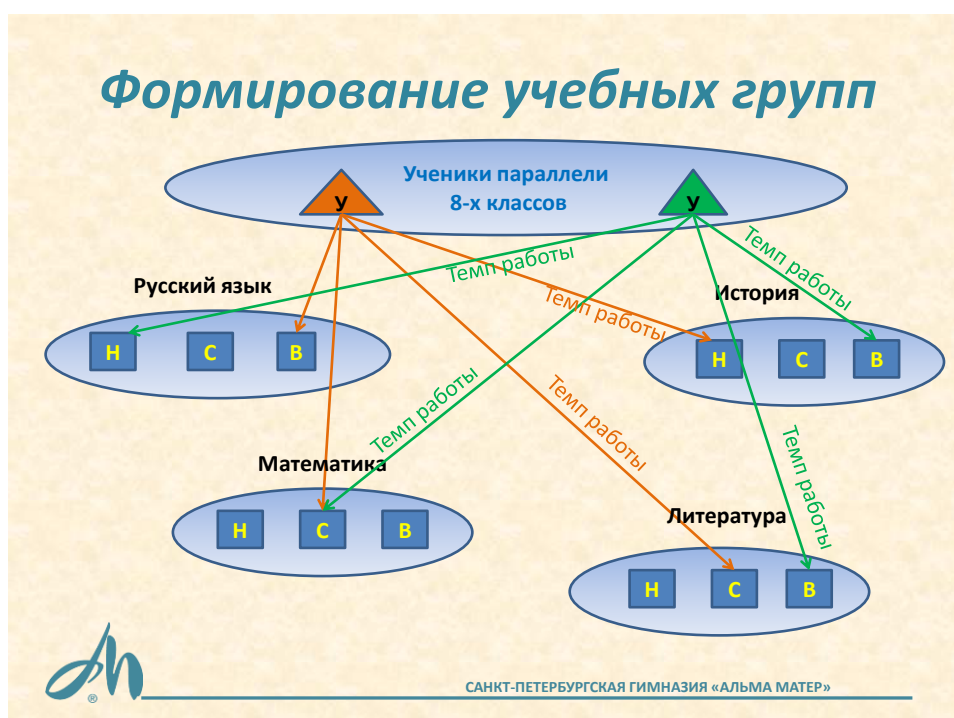 Формирование учебных групп
Ученики параллели
8-х классов
У
У
Темп работы
Темп работы
Темп работы
Темп работы
Темп работы
Темп работы
Русский язык
Н С В
История
Н С В
Математика
Н С В
Литература
Н С В
®
САНКТ-ПЕТЕРБУРГСКАЯ ГИМНАЗИЯ «АЛЬМА МАТЕР»